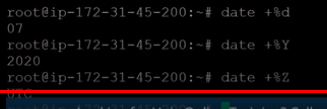 root@ip-172-31-45-200:~# date +%d
07
root@ip-172-31-45-200:~# date +%Y
2020
root@ip-172-31-45-200:~# date +%Z
UTC